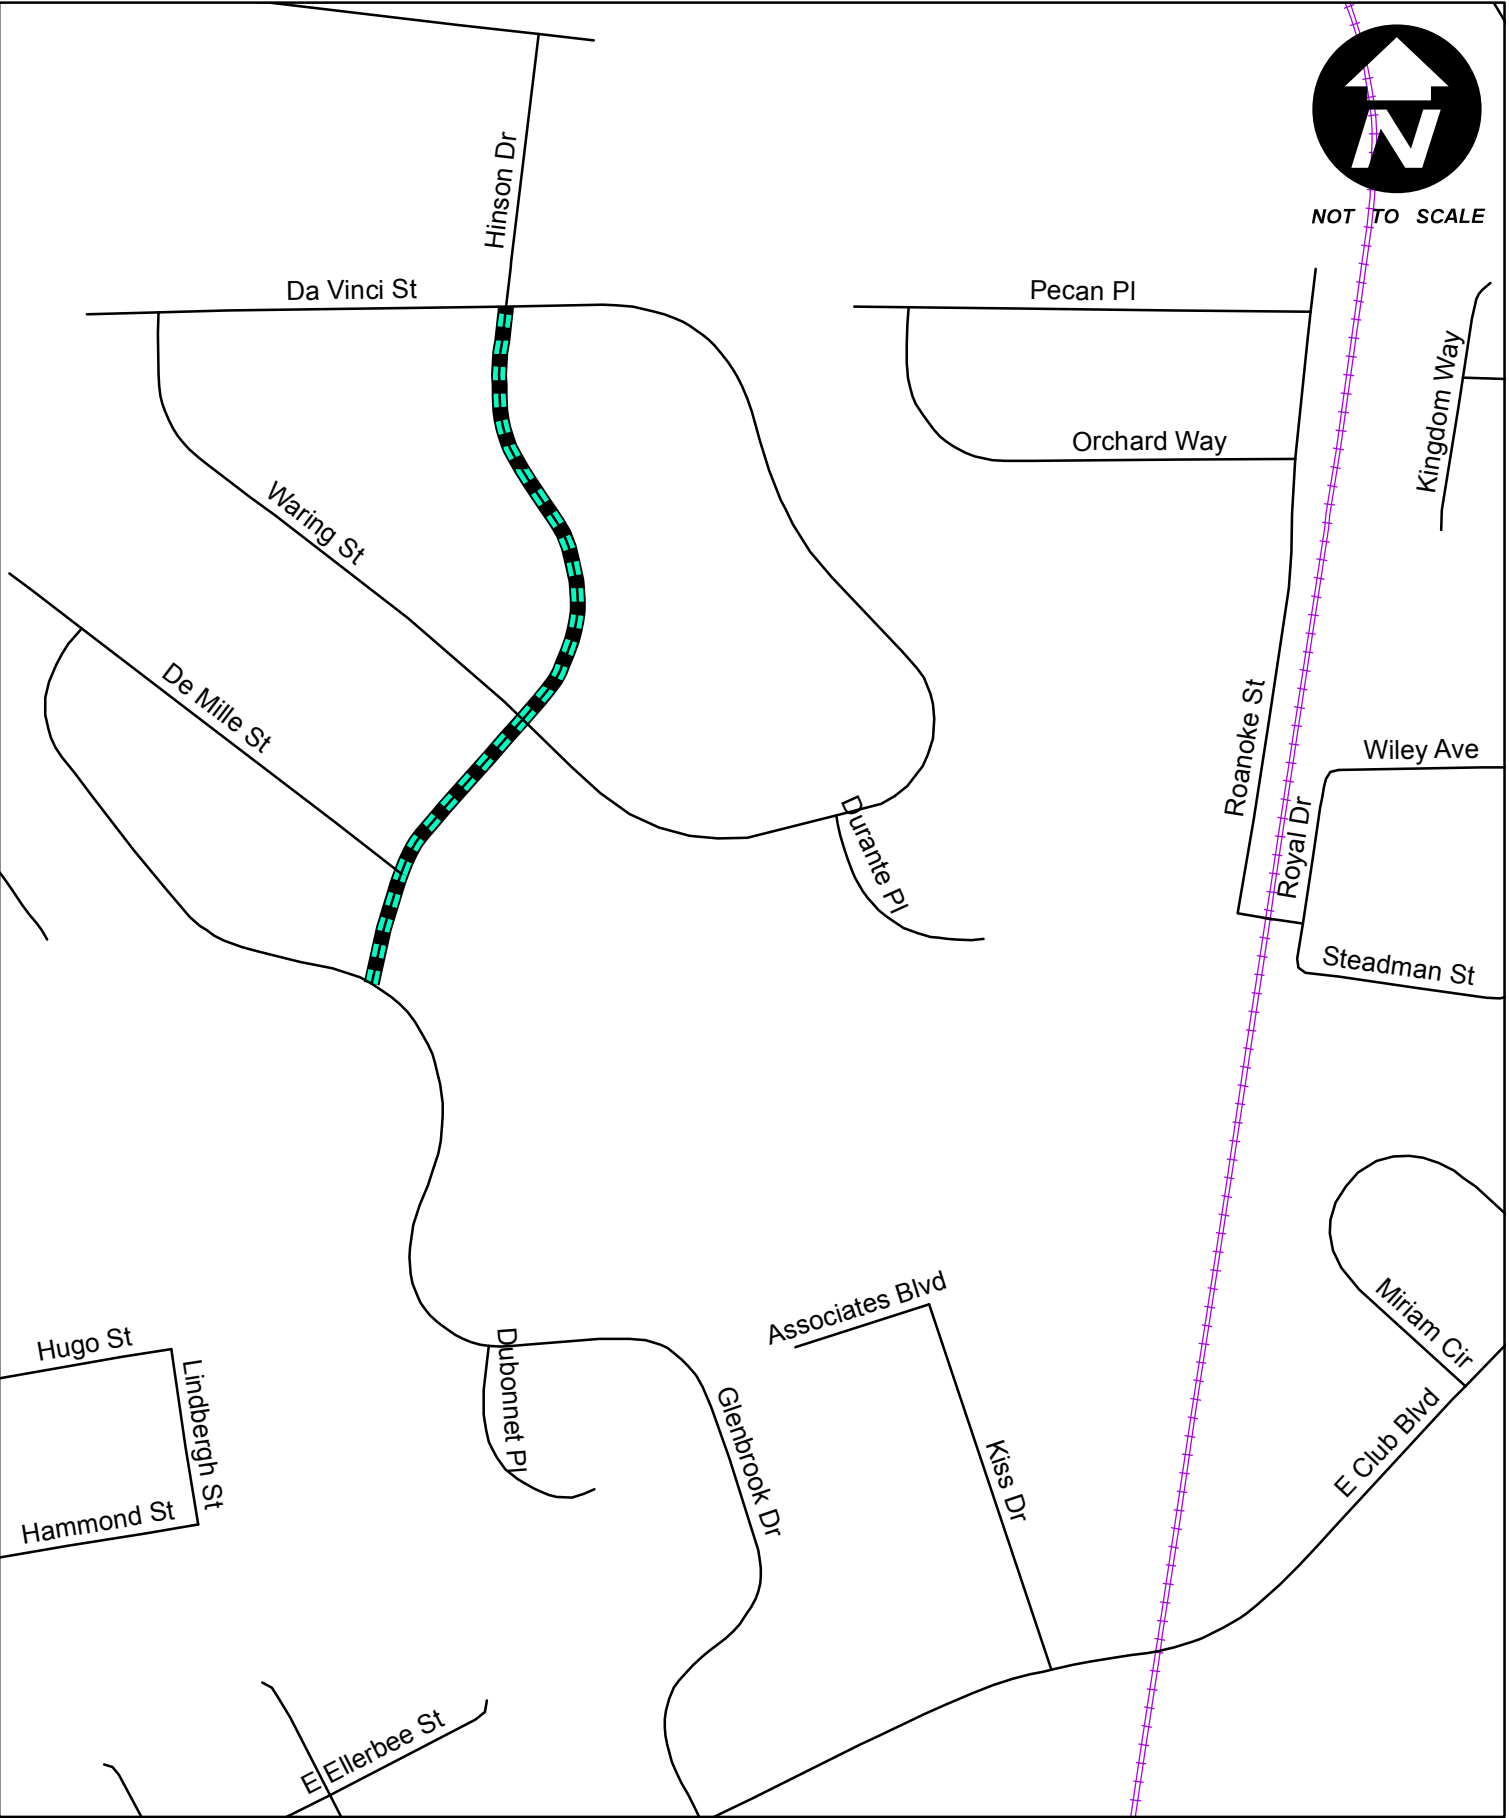 N
NOT TO SCALE
Hinson Dr
Da Vinci St
Pecan Pl
Kingdom Way
Orchard Way
Waring St
De Mille St
Roanoke St
Wiley Ave
Durante Pl
Royal Dr
Steadman St
Associates Blvd
Miriam Cir
Hugo St
Dubonnet Pl
Lindbergh St
Glenbrook Dr
Kiss Dr
E Club Blvd
Hammond St
E Ellerbee St